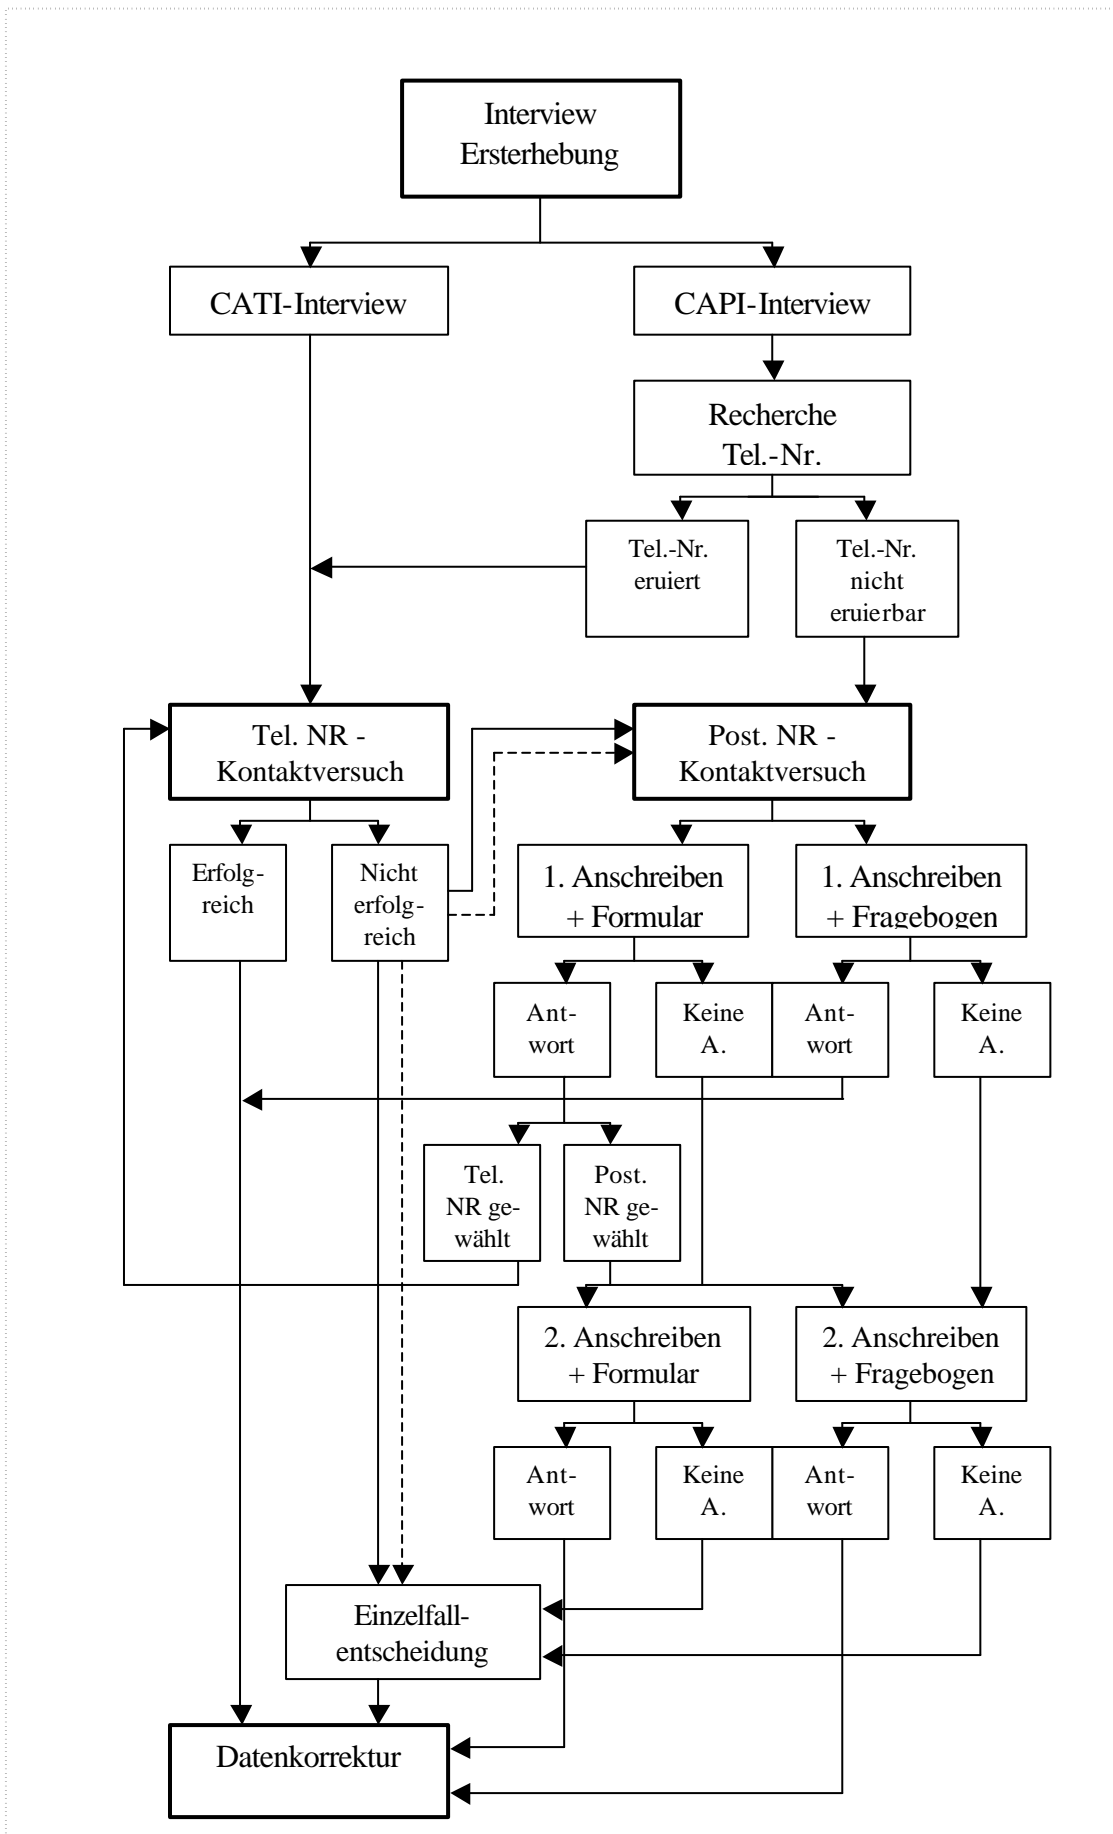 Interview
Ersterhebung
CATI-Interview
CAPI-Interview
Recherche
Tel.-Nr.
Tel.-Nr.
eruiert
Tel.-Nr.
nicht
eruierbar
Tel. NR -
Kontaktversuch
Post. NR -
Kontaktversuch
Erfolg-
reich
Nicht
erfolg-
reich
1. Anschreiben
+ Formular
1. Anschreiben
+ Fragebogen
Ant-
wort
Keine
A.
Ant-
wort
Keine
A.
Tel.
NR ge-
wählt
Post.
NR ge-
wählt
2. Anschreiben
+ Formular
2. Anschreiben
+ Fragebogen
Ant-
wort
Keine
A.
Ant-
wort
Keine
A.
Einzelfall-
entscheidung
Datenkorrektur